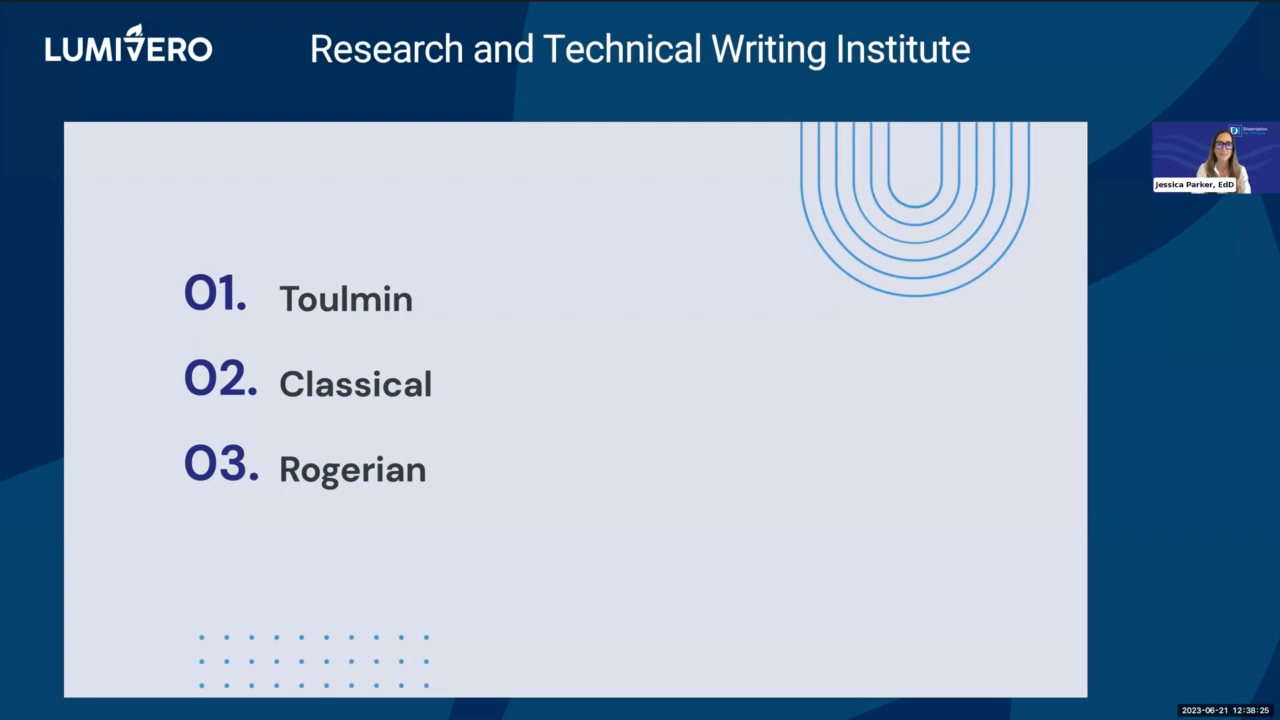 LUMIVERO
Research and Technical Writing Institute
Dissertation
Jessica Parker, EdD
01. Toulmin
02. Classical
03. Rogerian
2023-06-21 12:38:25